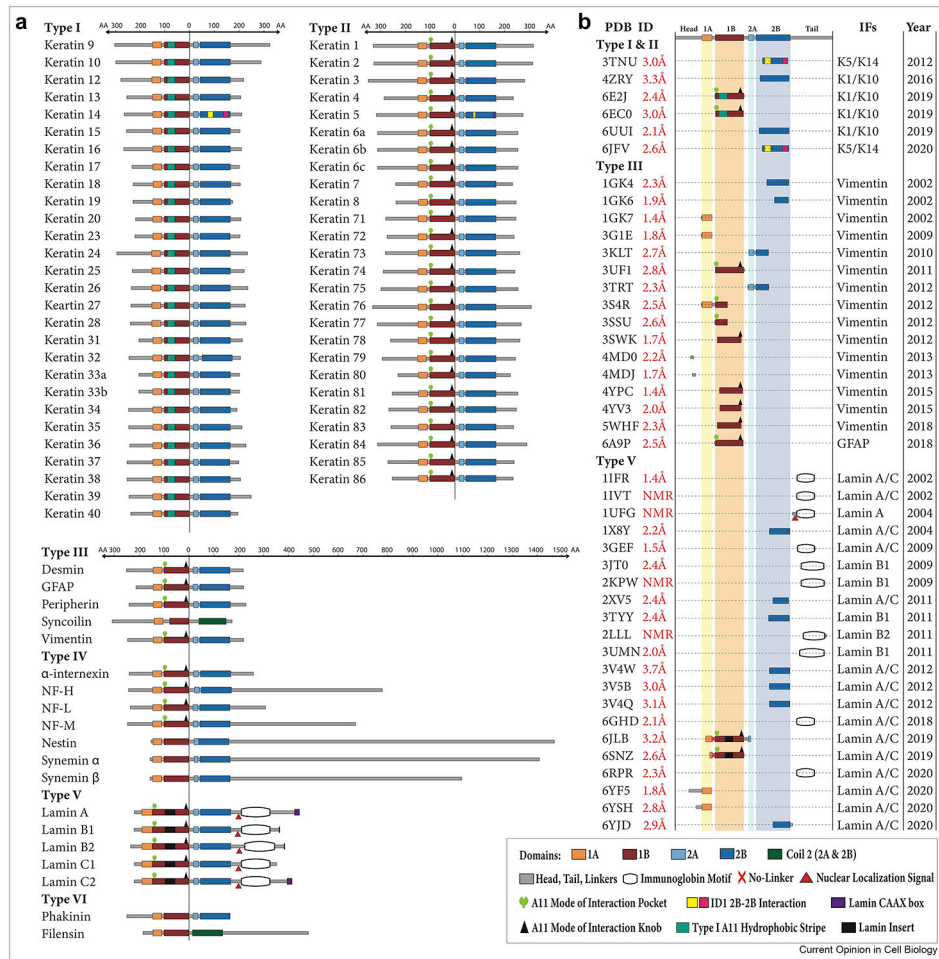 a
Type I
AA 300 200 100 0 100 200 300 AA
Keratin 9
Keratin 10
Keratin 12
Keratin 13
Keratin 14
Keratin 15
Keratin 16
Keratin 17
Keratin 18
Keratin 19
Keratin 20
Keratin 23
Keratin 24
Keratin 25
Keratin 26
Keartin 27
Keratin 28
Keratin 31
Keratin 32
Keratin 33a
Keratin 33b
Keratin 34
Keratin 35
Keratin 36
Keratin 37
Keratin 38
Keratin 39
Keratin 40
Type II
AA 300 200 100 0 100 200 300 AA
Keratin 1
Keratin 2
Keratin 3
Keratin 4
Keratin 5
Keratin 6a
Keratin 6b
Keratin 6c
Keratin 7
Keratin 8
Keratin 71
Keratin 72
Keratin 73
Keratin 74
Keratin 75
Keratin 76
Keratin 77
Keratin 78
Keratin 79
Keratin 80
Keratin 81
Keratin 82
Keratin 83
Keratin 84
Keratin 85
Keratin 86
Type III
AA 300 200 100 0 100 200 300 400 500 600 700 800 900 1000 1100 1200 1300 1400 1500 AA
Desmin
GFAP
Peripherin
Syncoilin
Vimentin
Type IV
α-internexin
NF-H
NF-L
NF-M
Nestin
Synemin α
Synemin β
Type V
Lamin A
Lamin B1
Lamin B2
Lamin C1
Lamin C2
Type VI
Phakinin
Filensin
b
PDB ID Head 1A 1B 2A 2B Tail IFs Year
Type I & II
3TNU 3.0Å K5/K14 2012
4ZRY 3.3Å K1/K10 2016
6E2J 2.4Å K1/K10 2019
6EC0 3.0Å K1/K10 2019
6UUI 2.1Å K1/K10 2019
6JFV 2.6Å K5/K14 2020
Type III
1GK4 2.3Å Vimentin 2002
1GK6 1.9Å Vimentin 2002
1GK7 1.4Å Vimentin 2002
3G1E 1.8Å Vimentin 2009
3KLT 2.7Å Vimentin 2010
3UF1 2.8Å Vimentin 2011
3TRT 2.3Å Vimentin 2012
3S4R 2.5Å Vimentin 2012
3SSU 2.6Å Vimentin 2012
3SWK 1.7Å Vimentin 2012
4MD0 2.2Å Vimentin 2013
4MDJ 1.7Å Vimentin 2013
4YPC 1.4Å Vimentin 2015
4YV3 2.0Å Vimentin 2015
5WHF 2.3Å Vimentin 2018
6A9P 2.5Å GFAP 2018
Type V
1IFR 1.4Å Lamin A/C 2002
1IVT NMR Lamin A/C 2002
1UFG NMR Lamin A 2004
1X8Y 2.2Å Lamin A/C 2004
3GEF 1.5Å Lamin A/C 2009
3JT0 2.4Å Lamin B1 2009
2KPW NMR Lamin B1 2009
2XV5 2.4Å Lamin A/C 2011
3TYY 2.4Å Lamin B1 2011
2LLL NMR Lamin B2 2011
3UMN 2.0Å Lamin B1 2011
3V4W 3.7Å Lamin A/C 2012
3V5B 3.0Å Lamin A/C 2012
3V4Q 3.1Å Lamin A/C 2012
6GHD 2.1Å Lamin A/C 2018
6JLB 3.2Å Lamin A/C 2019
6SNZ 2.6Å Lamin A/C 2019
6RPR 2.3Å Lamin A/C 2020
6YF5 1.8Å Lamin A/C 2020
6YSH 2.8Å Lamin A/C 2020
6YJD 2.9Å Lamin A/C 2020
Domains: 1A 1B 2A 2B Coil 2 (2A & 2B)
Head, Tail, Linkers Immunoglobin Motif No-Linker Nuclear Localization Signal
A11 Mode of Interaction Pocket ID1 2B-2B Interaction Lamin CAAX box
A11 Mode of Interaction Knob Type I A11 Hydrophobic Stripe Lamin Insert
Current Opinion in Cell Biology